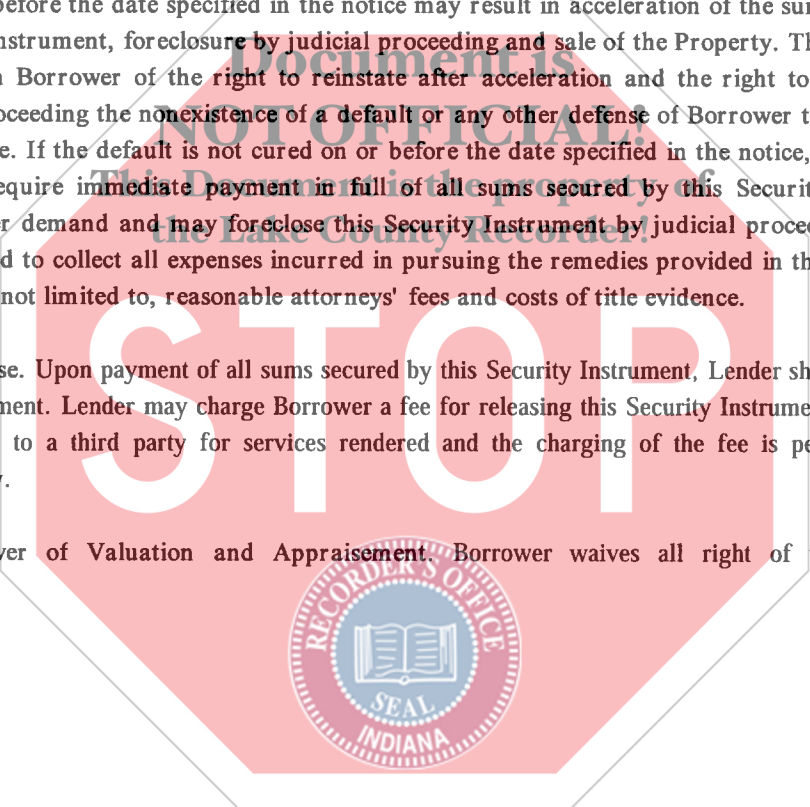 before the date specified in the notice may result in acceleration of the sum
nstrument, foreclosure by judicial proceeding and sale of the Property. Th
Document is
Borrower of the right to reinstate after acceleration and the right to
oceeding the nonexistence of a default or any other defense of Borrower t
NOT OFFICIAL!
e. If the default is not cured on or before the date specified in the notice,
equire immediate payment in full of all sums secured by this Securit
This Document is the property of
r demand and may foreclose this Security Instrument by judicial procee
the Lake County Recorder!
d to collect all expenses incurred in pursuing the remedies provided in th
not limited to, reasonable attorneys' fees and costs of title evidence.
STOP
se. Upon payment of all sums secured by this Security Instrument, Lender sh
ment. Lender may charge Borrower a fee for releasing this Security Instrume
to a third party for services rendered and the charging of the fee is pe
ver of Valuation and Appraisement. Borrower waives all right of
RECORDER'S OFFICE
SEAL
INDIANA